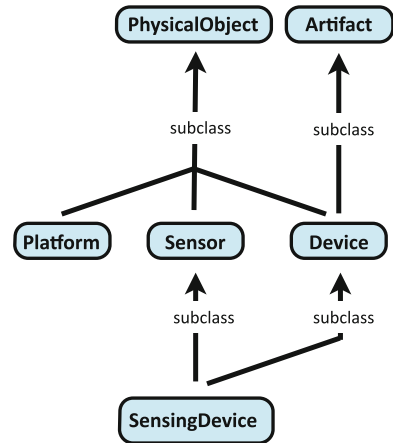 PhysicalObject Artifact
subclass subclass
Platform Sensor Device
subclass subclass
SensingDevice